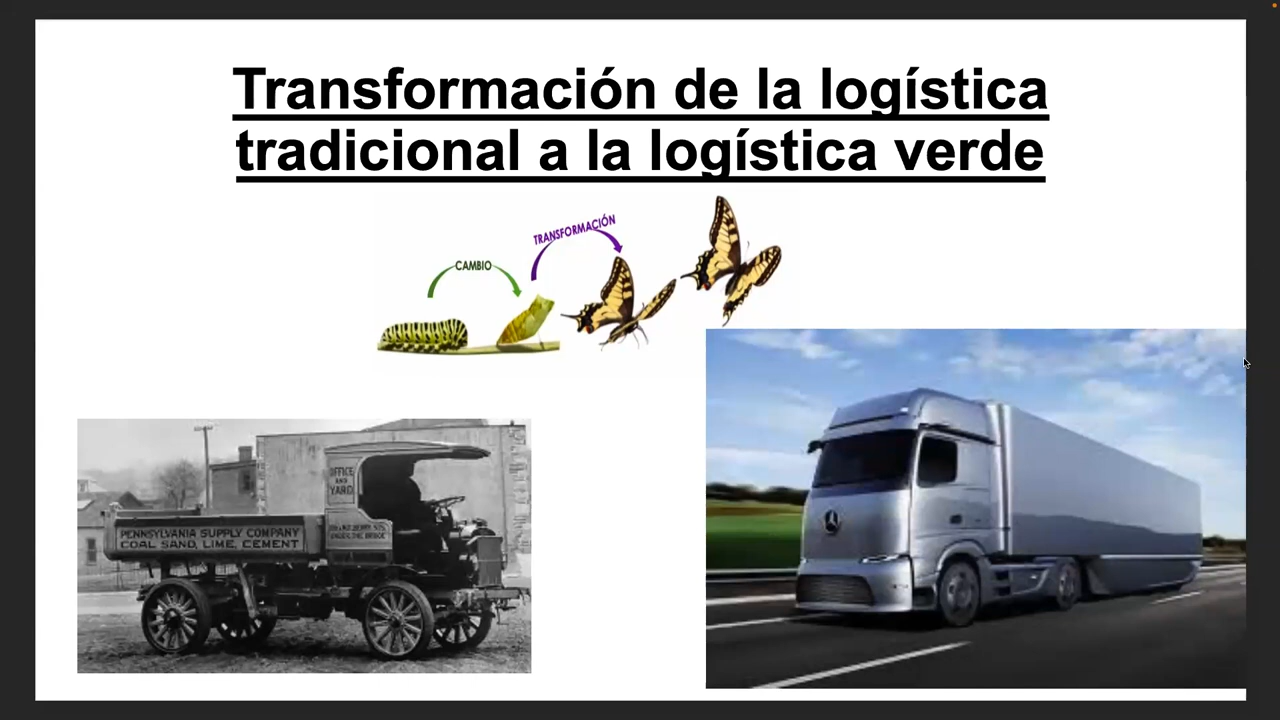 Transformación de la logística
tradicional a la logística verde
TRANSFORMACIÓN
CAMBIO
OFFICE
AND
YARD
PENNSYLVANIA SUPPLY COMPANY
COAL SAND, LIME, CEMENT